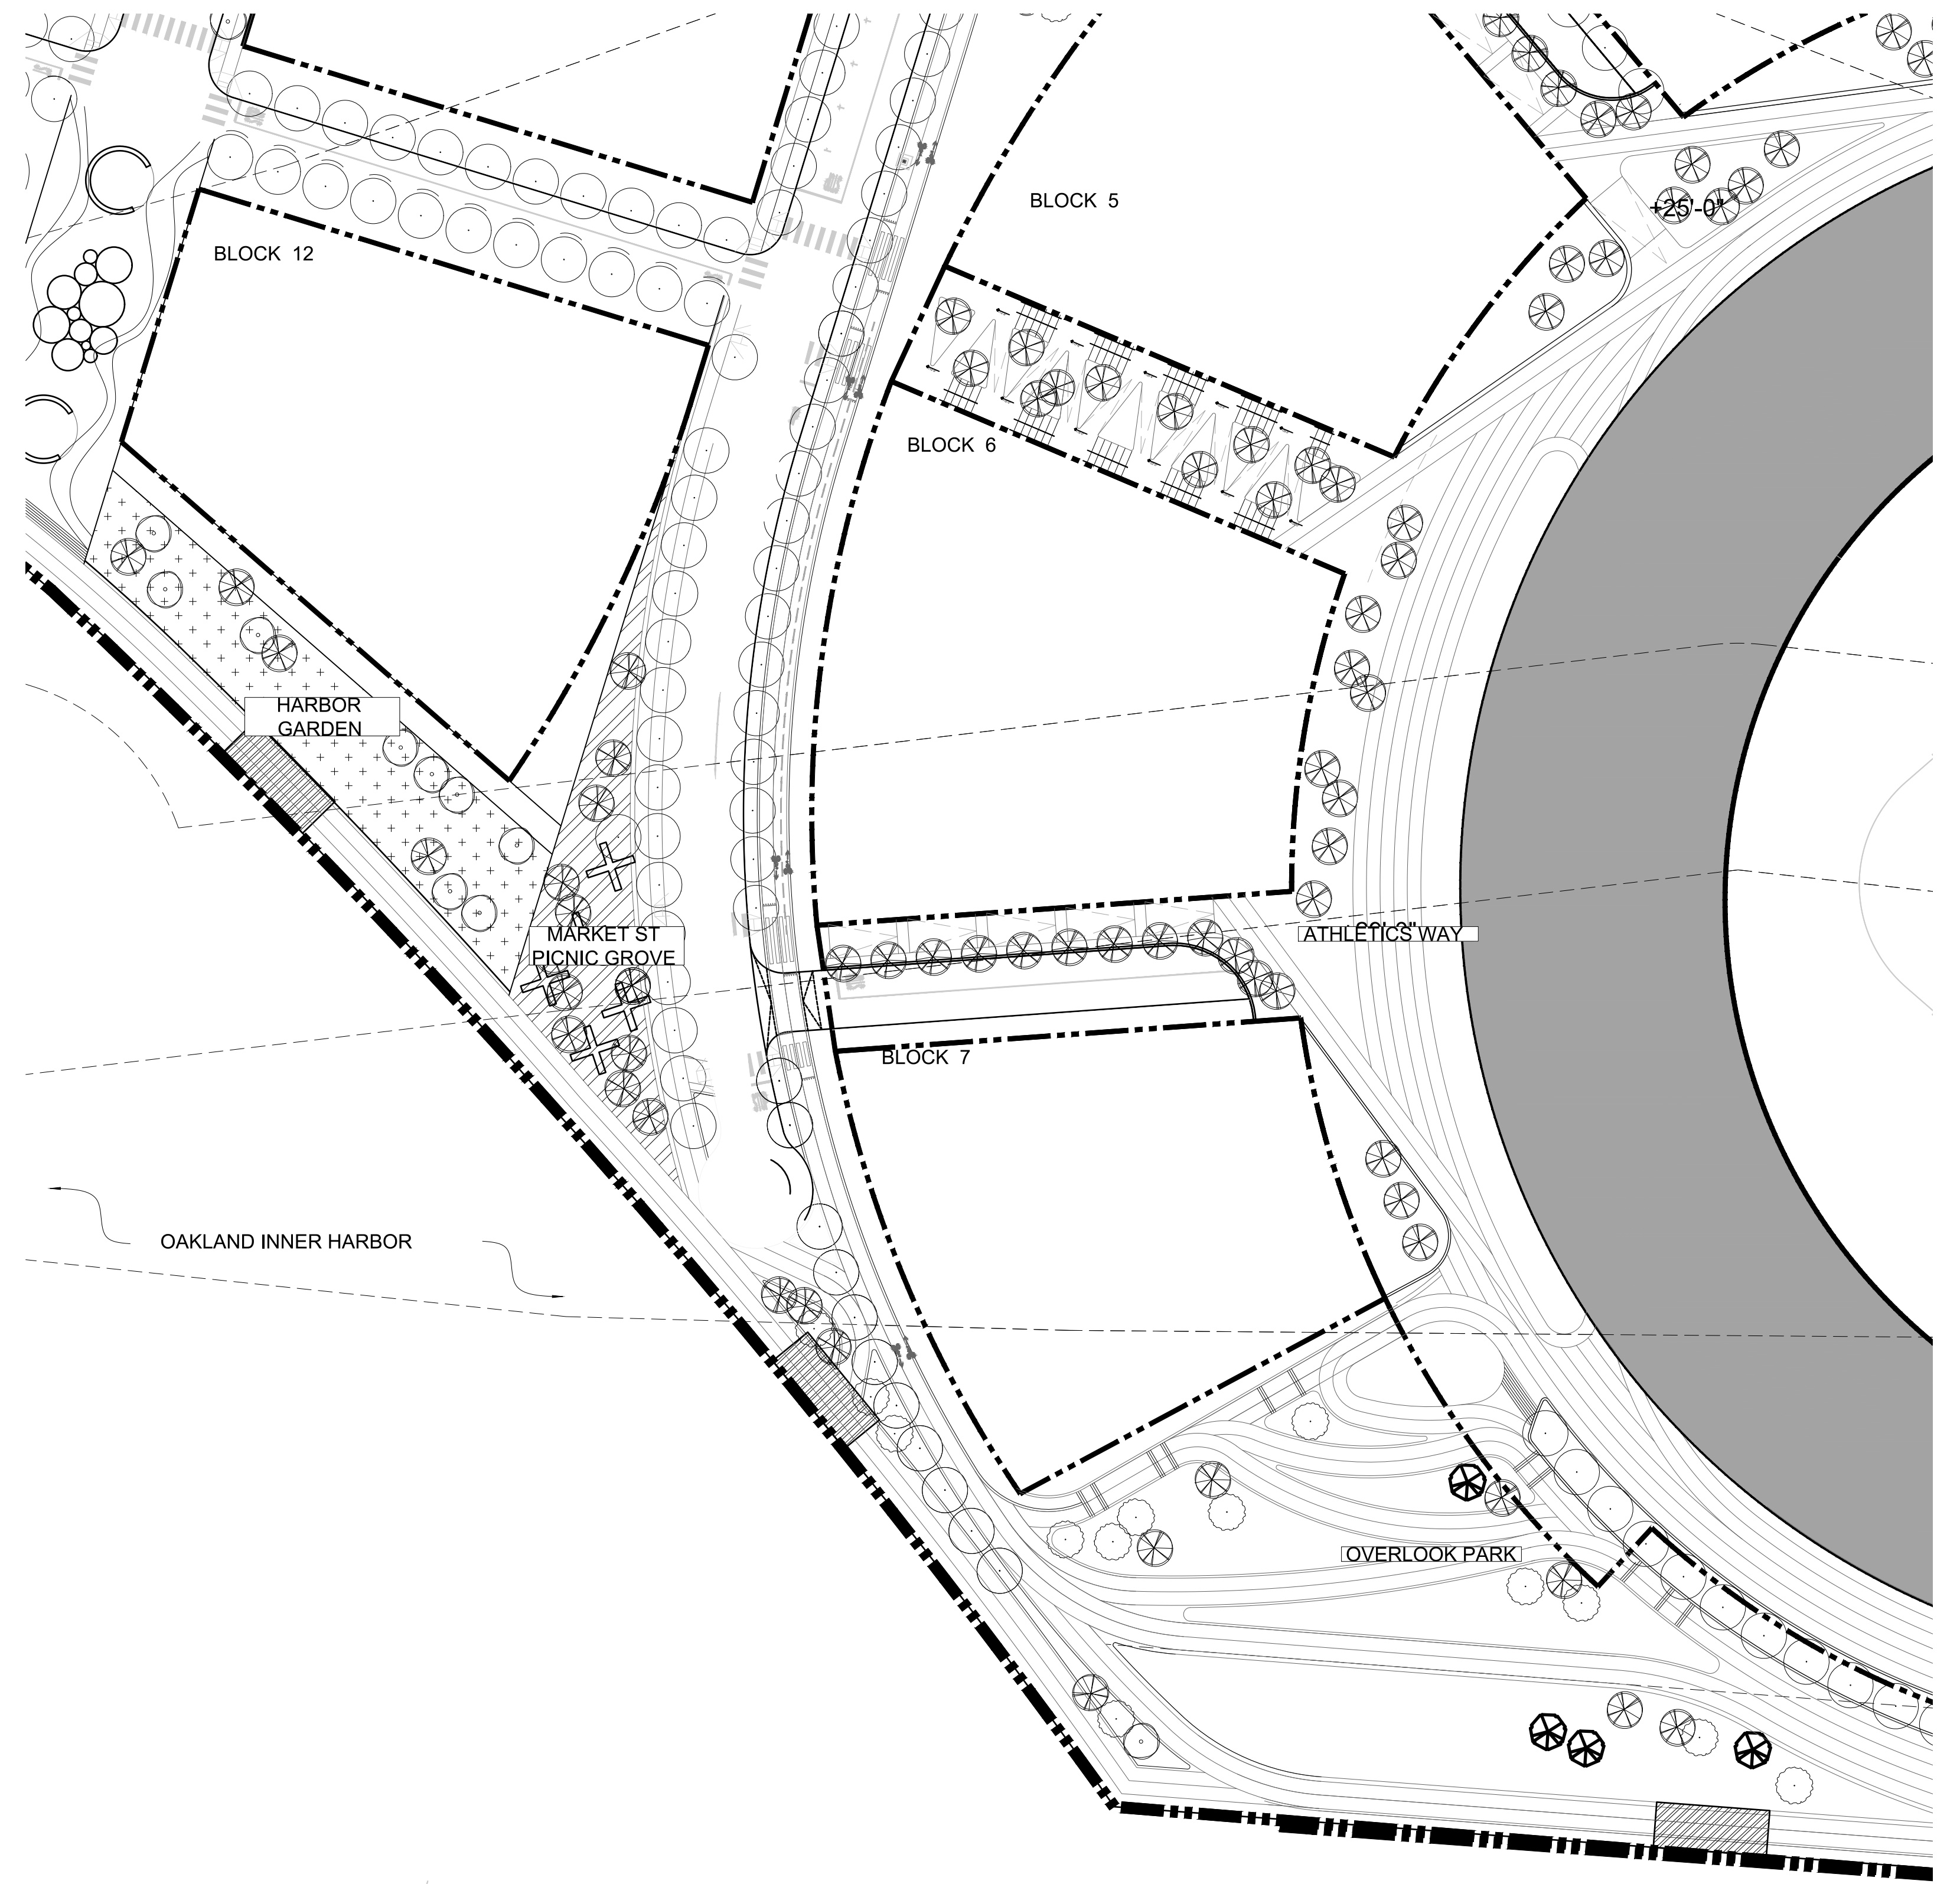 BLOCK 5
+25'-0"
BLOCK 12
BLOCK 6
HARBOR
GARDEN
MARKET ST
PICNIC GROVE
ATHLETICS WAY
BLOCK 7
OAKLAND INNER HARBOR
OVERLOOK PARK